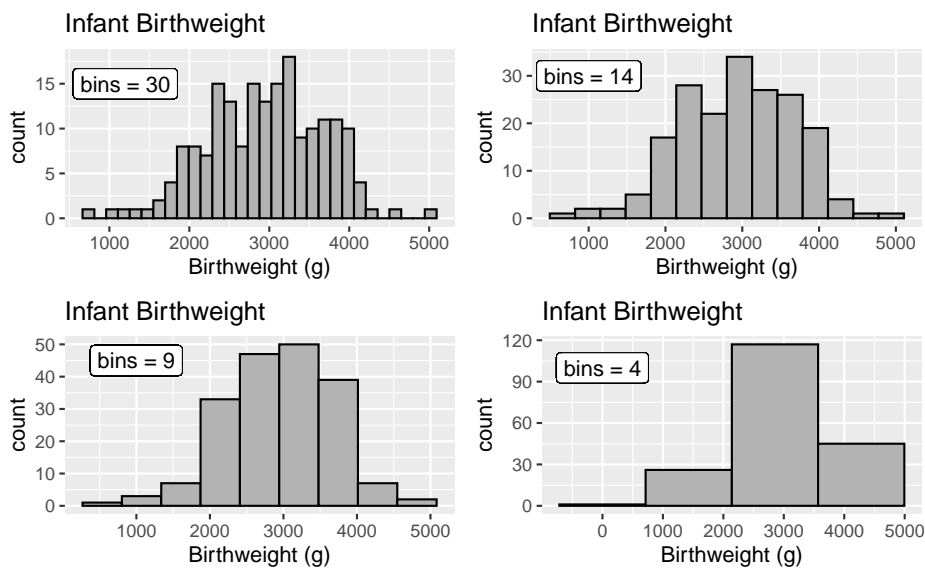 Infant Birthweight
bins = 30
count
15
10
5
0
1000 2000 3000 4000 5000
Birthweight (g)
Infant Birthweight
bins = 14
count
30
20
10
0
1000 2000 3000 4000 5000
Birthweight (g)
Infant Birthweight
bins = 9
count
50
40
30
20
10
0
1000 2000 3000 4000 5000
Birthweight (g)
Infant Birthweight
bins = 4
count
120
90
60
30
0
0 1000 2000 3000 4000 5000
Birthweight (g)